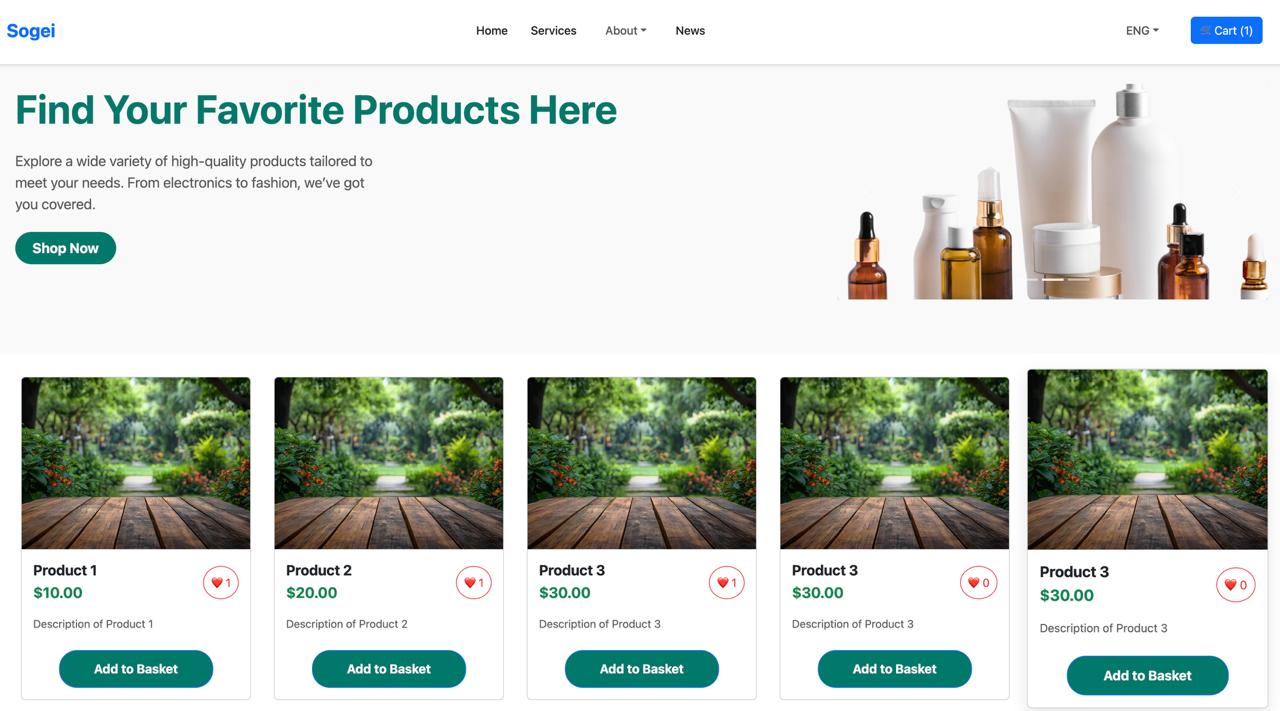 Sogei
Home
Services
About
News
ENG
Cart (1)
Find Your Favorite Products Here
Explore a wide variety of high-quality products tailored to
meet your needs. From electronics to fashion, we’ve got
you covered.
Shop Now
Product 1
$10.00
1
Description of Product 1
Add to Basket
Product 2
$20.00
1
Description of Product 2
Add to Basket
Product 3
$30.00
1
Description of Product 3
Add to Basket
Product 3
$30.00
0
Description of Product 3
Add to Basket
Product 3
$30.00
0
Description of Product 3
Add to Basket